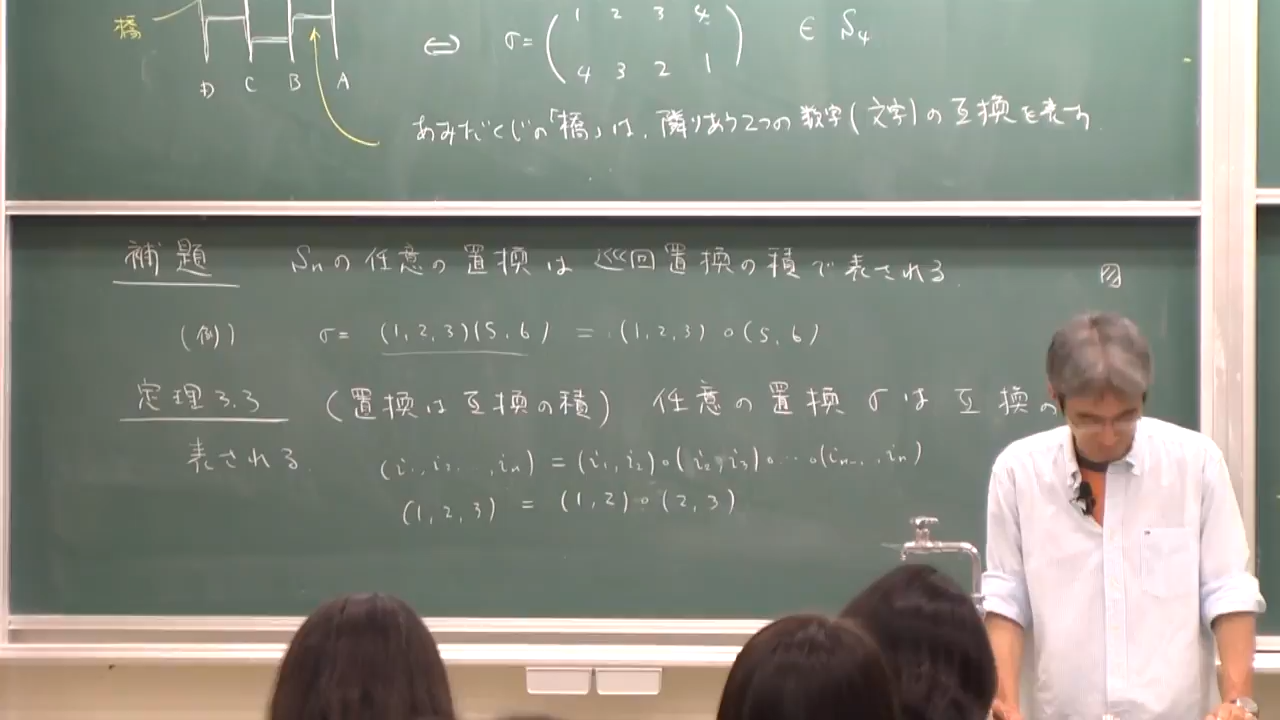 橋
D C B A
⇔ σ = ( 1 2 3 4 ∈ S₄
4 3 2 1 )
あみだくじの「橋」は、隣りあう2つの数字(文字)の互換を表す
補題 Sₙの任意の置換は巡回置換の積で表される.
(例) σ = (1, 2, 3)(5, 6) = (1, 2, 3) ∘ (5, 6)
定理3.3 (置換は互換の積) 任意の置換 σ は 互換の
表される.
(i₁, i₂, ..., iₙ) = (i₁, i₂)∘(i₂, i₃)∘ ... ∘(iₙ₋₁, iₙ)
(1, 2, 3) = (1, 2) ∘ (2, 3)